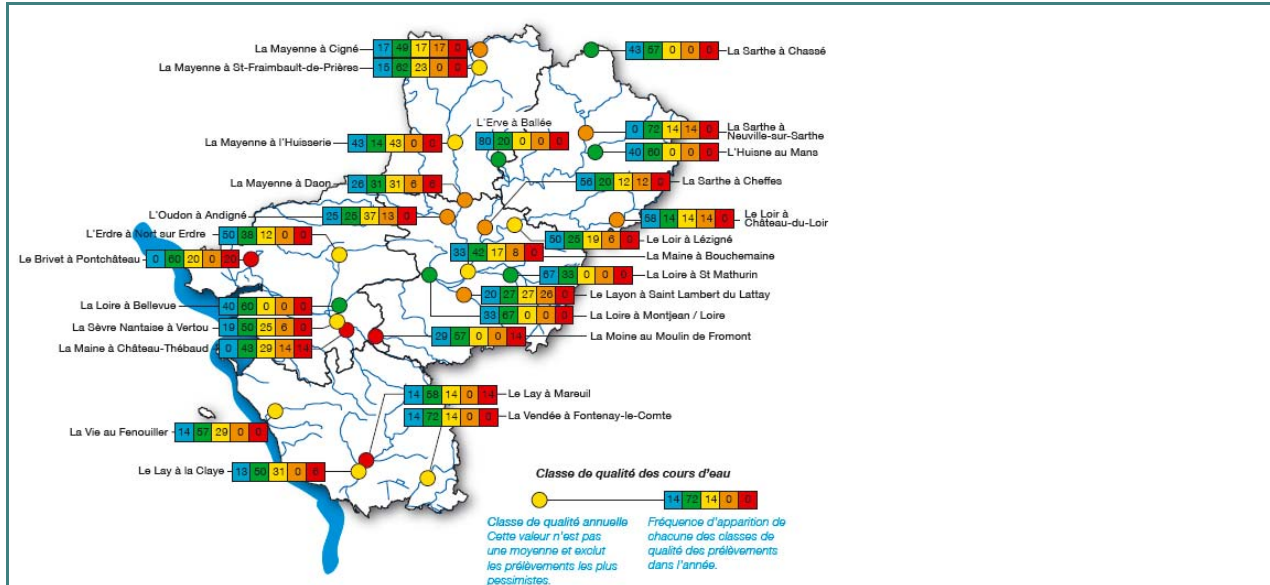 La Mayenne à Cigné 17 49 17 17 0
43 57 0 0 0 La Sarthe à Chassé
La Mayenne à St-Fraimbault-de-Prières 15 62 23 0 0
L'Erve à Ballée
80 20 0 0 0
0 72 14 14 0 La Sarthe à
Neuville-sur-Sarthe
La Mayenne à l'Huisserie 43 14 43 0 0
40 60 0 0 0 L'Huisne au Mans
La Mayenne à Daon 26 31 31 6 6
56 20 12 12 0 La Sarthe à Cheffes
L'Oudon à Andigné 25 25 37 13 0
58 14 14 14 0 Le Loir à
Château-du-Loir
L'Erdre à Nort sur Erdre 50 38 12 0 0
50 25 19 6 0 Le Loir à Lézigné
33 42 17 8 0 La Maine à Bouchemaine
Le Brivet à Pontchâteau 0 60 20 0 20
67 33 0 0 0 La Loire à St Mathurin
20 27 27 26 0 Le Layon à Saint Lambert du Lattay
La Loire à Bellevue 40 60 0 0 0
33 67 0 0 0 La Loire à Montjean / Loire
La Sèvre Nantaise à Vertou 19 50 25 6 0
29 57 0 0 14 La Moine au Moulin de Fromont
La Maine à Château-Thébaud 0 43 29 14 14
14 58 14 0 14 Le Lay à Mareuil
14 72 14 0 0 La Vendée à Fontenay-le-Comte
La Vie au Fenouiller 14 57 29 0 0
Le Lay à la Claye 13 50 31 0 6
Classe de qualité des cours d'eau
14 72 14 0 0
Classe de qualité annuelle
Cette valeur n'est pas
une moyenne et exclut
les prélèvements les plus
pessimistes.
Fréquence d'apparition de
chacune des classes de
qualité des prélèvements
dans l'année.